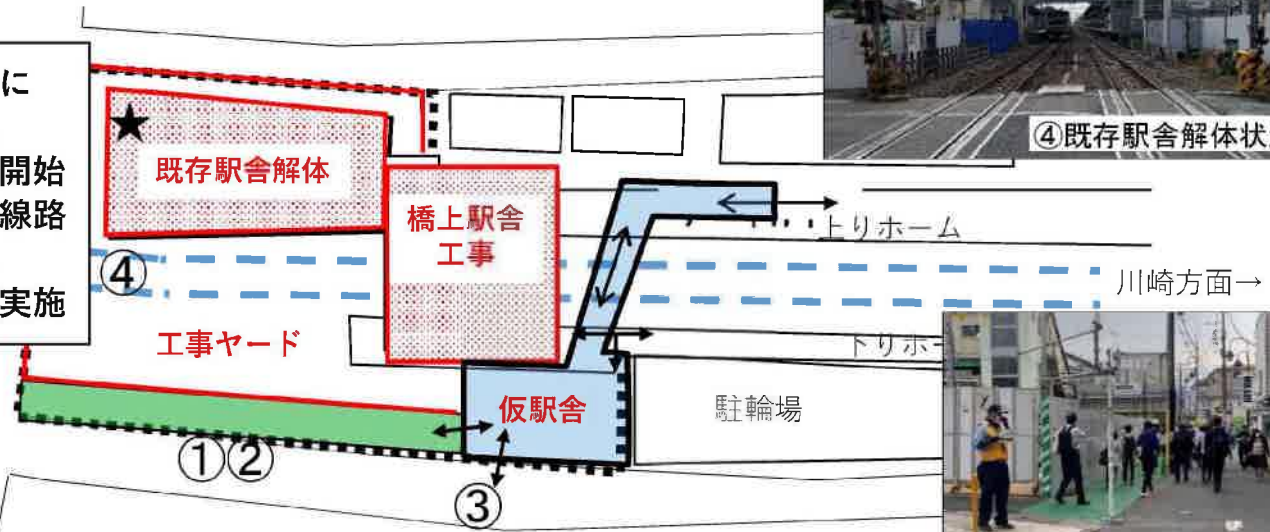 に
開始
線路
実施
④既存駅舎解体状
既存駅舎解体
橋上駅舎
工事
上りホーム
④
川崎方面→
工事ヤード
下りホー
仮駅舎
駐輪場
①②
③